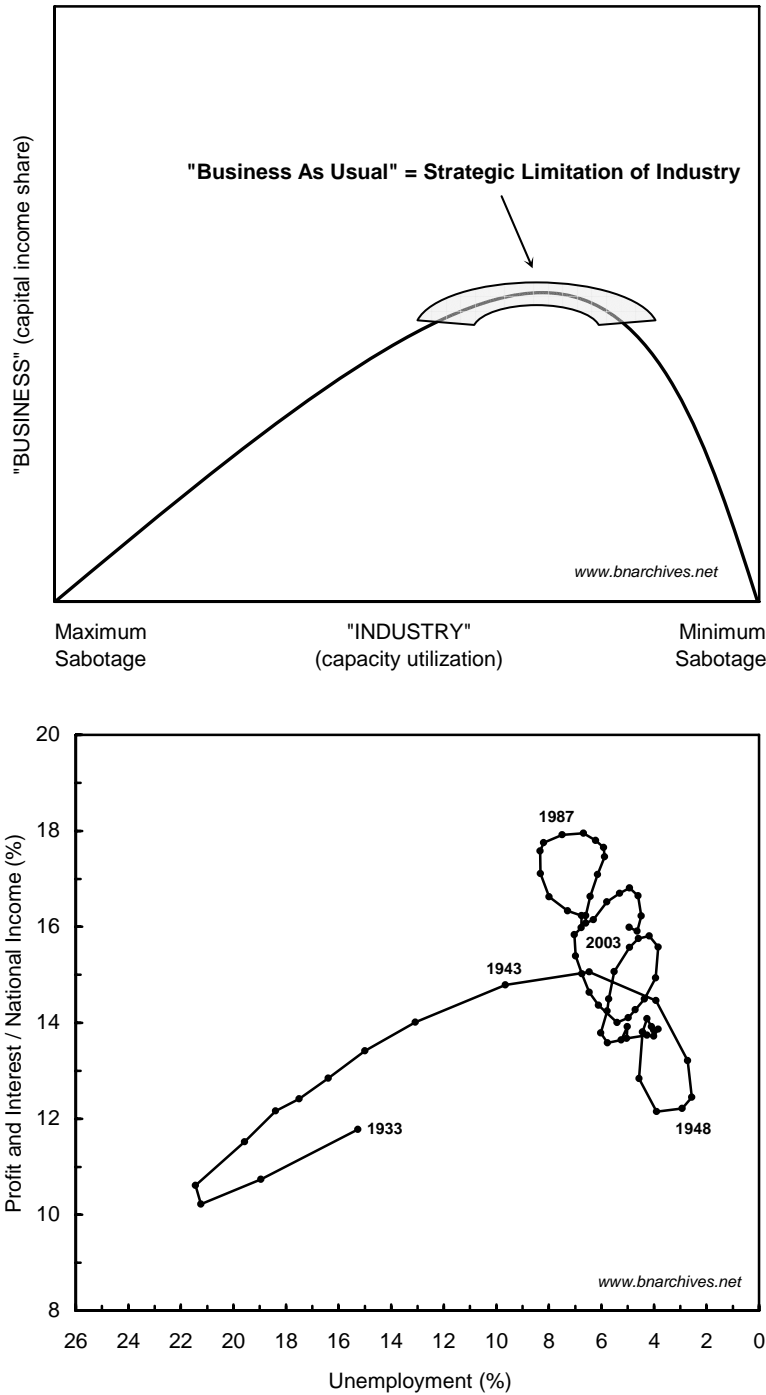 "BUSINESS" (capital income share)
"Business As Usual" = Strategic Limitation of Industry
www.bnarchives.net
Maximum
Sabotage
"INDUSTRY"
(capacity utilization)
Minimum
Sabotage
Profit and Interest / National Income (%)
20
18
16
14
12
10
8
1987
2003
1943
1933
1948
www.bnarchives.net
26 24 22 20 18 16 14 12 10 8 6 4 2 0
Unemployment (%)